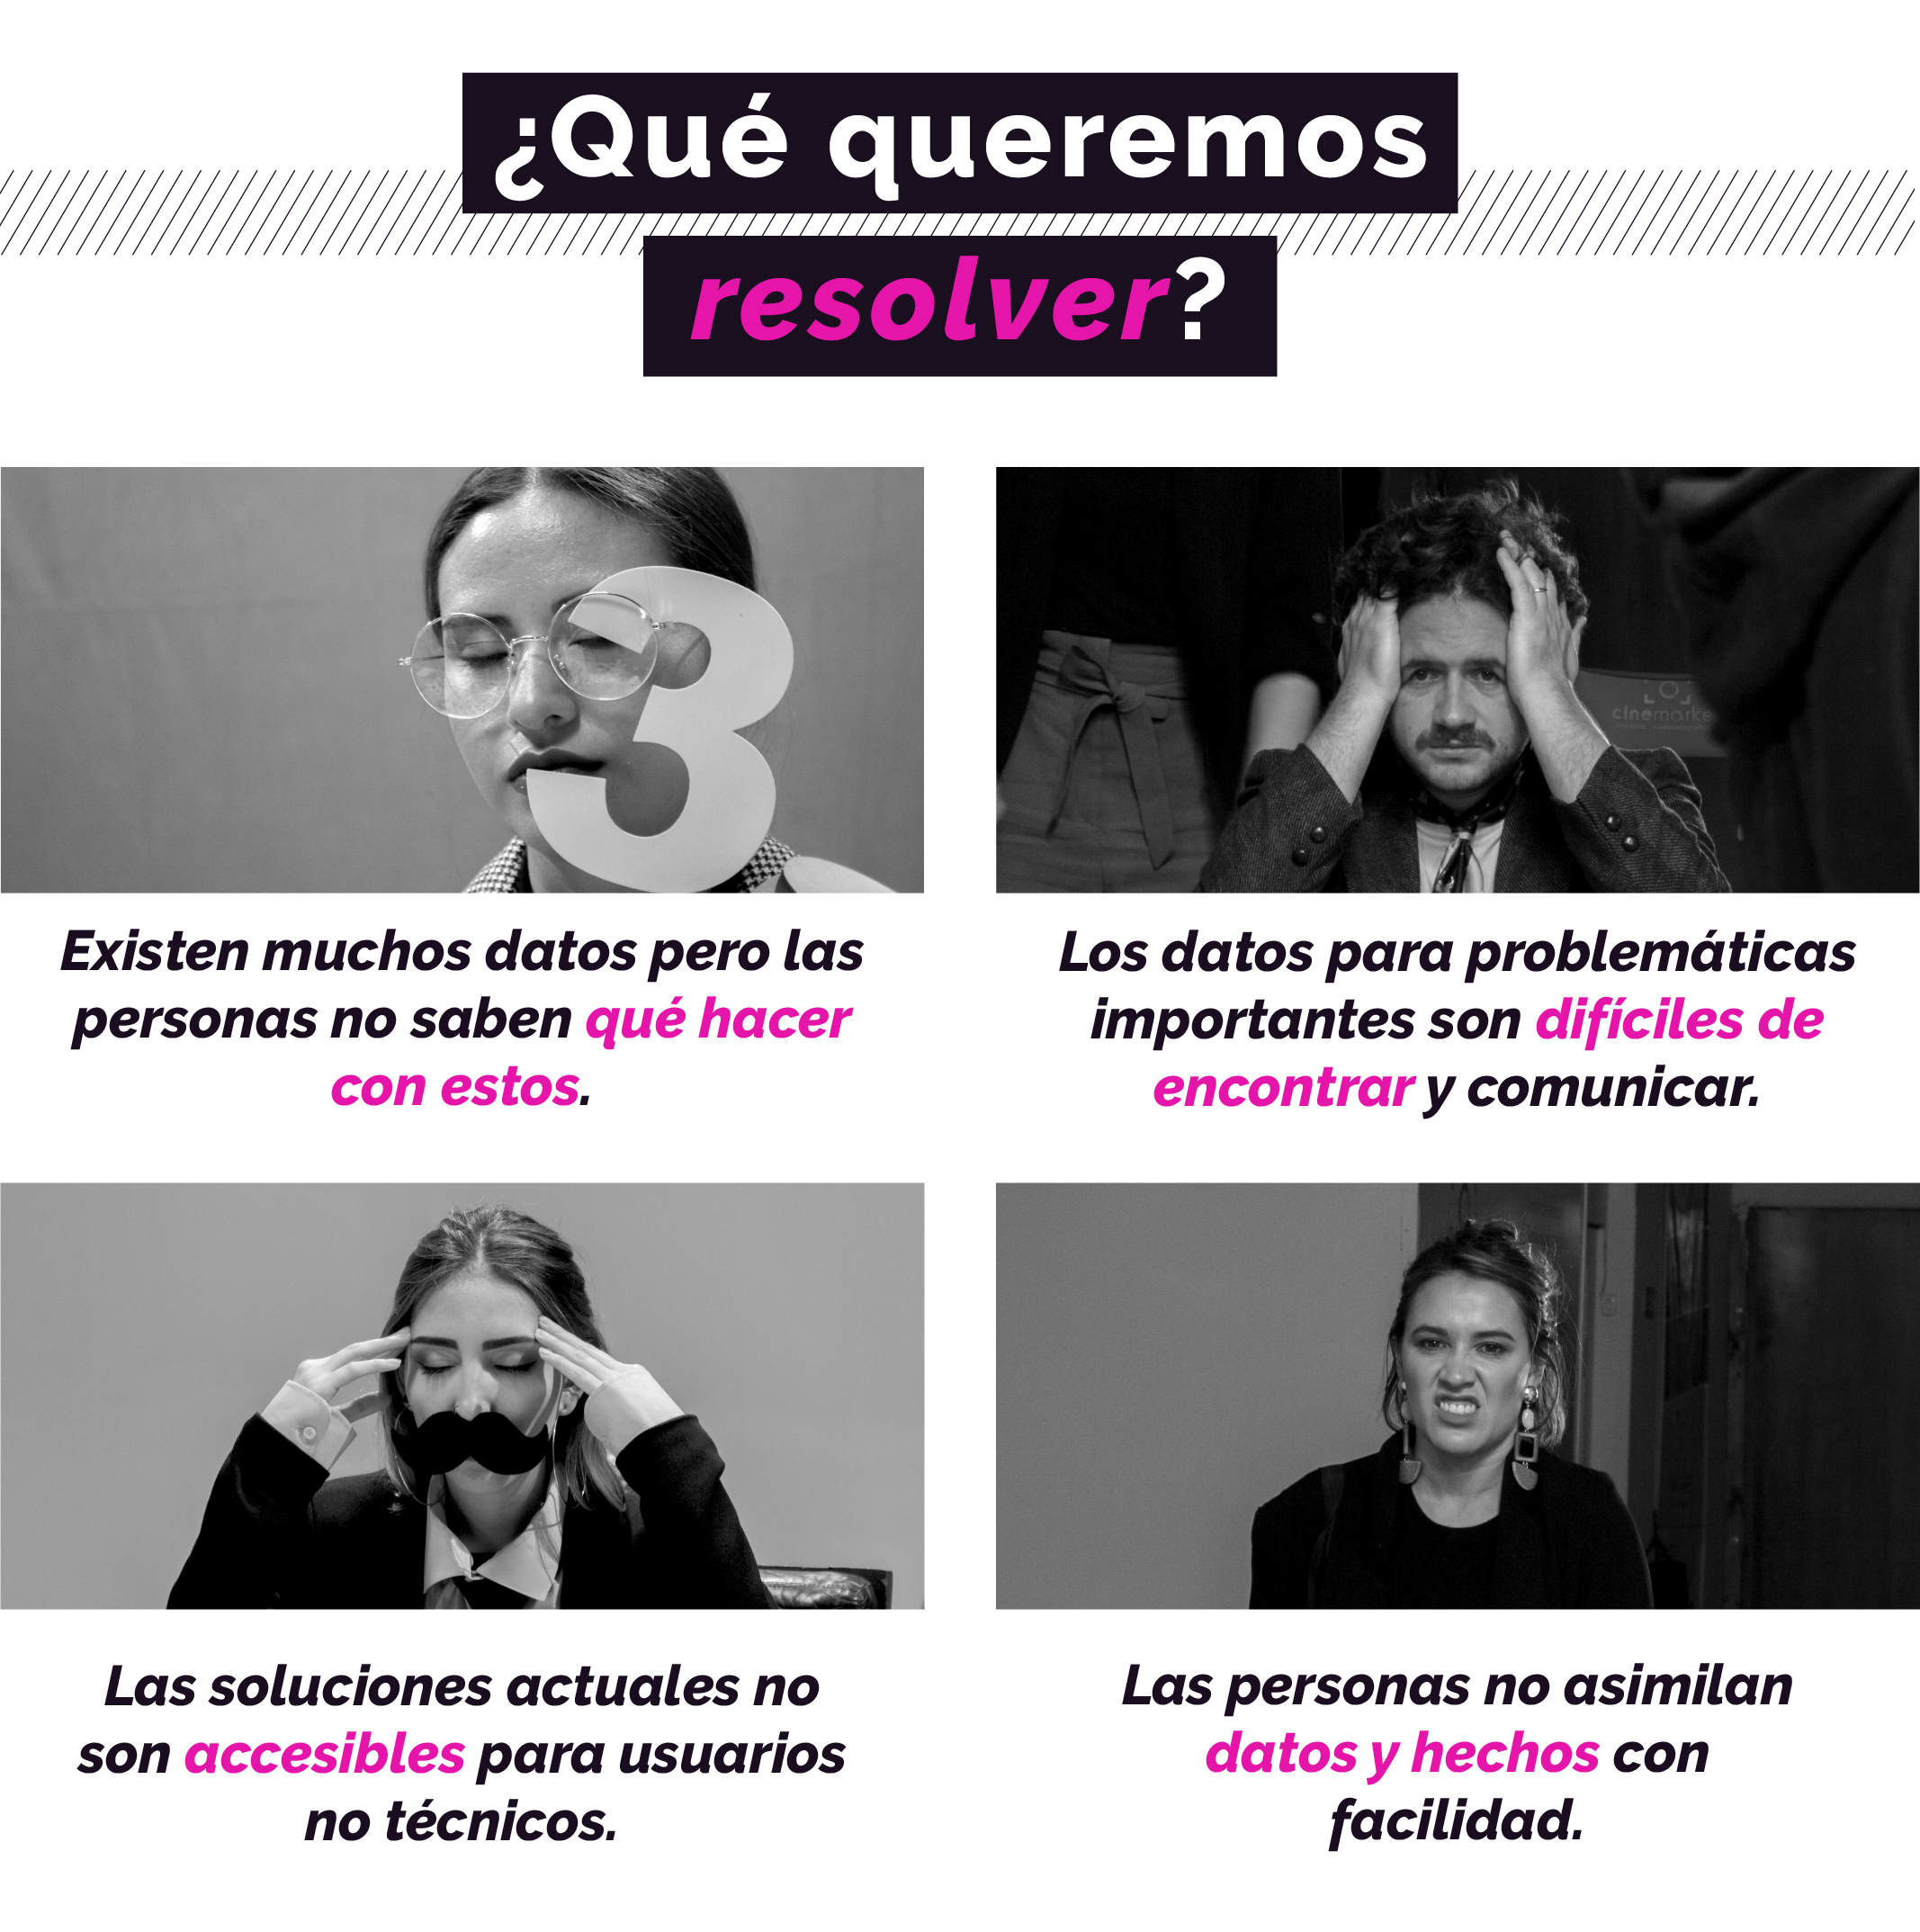 ¿Qué queremos
resolver?
3
cinemarke
Existen muchos datos pero las
personas no saben qué hacer
con estos.
Los datos para problemáticas
importantes son difíciles de
encontrar y comunicar.
Las soluciones actuales no
son accesibles para usuarios
no técnicos.
Las personas no asimilan
datos y hechos con
facilidad.